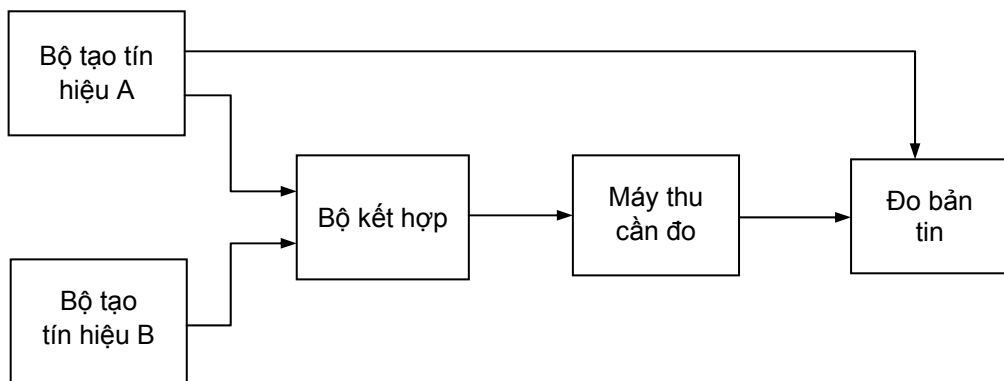 Bộ tạo tín
hiệu A
Bộ kết hợp
Máy thu
cần đo
Đo bản
tin
Bộ tạo
tín hiệu B